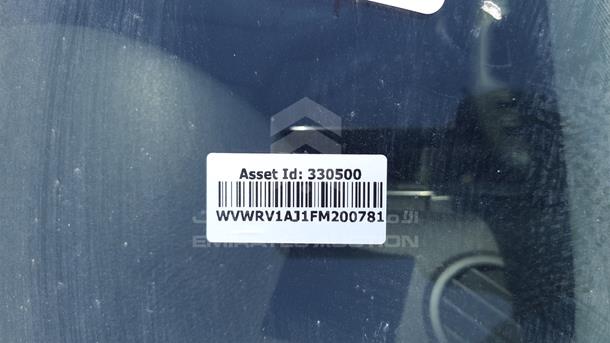 Asset Id: 330500
WVWRV1AJ1FM200781
EMIRATES AUCTION